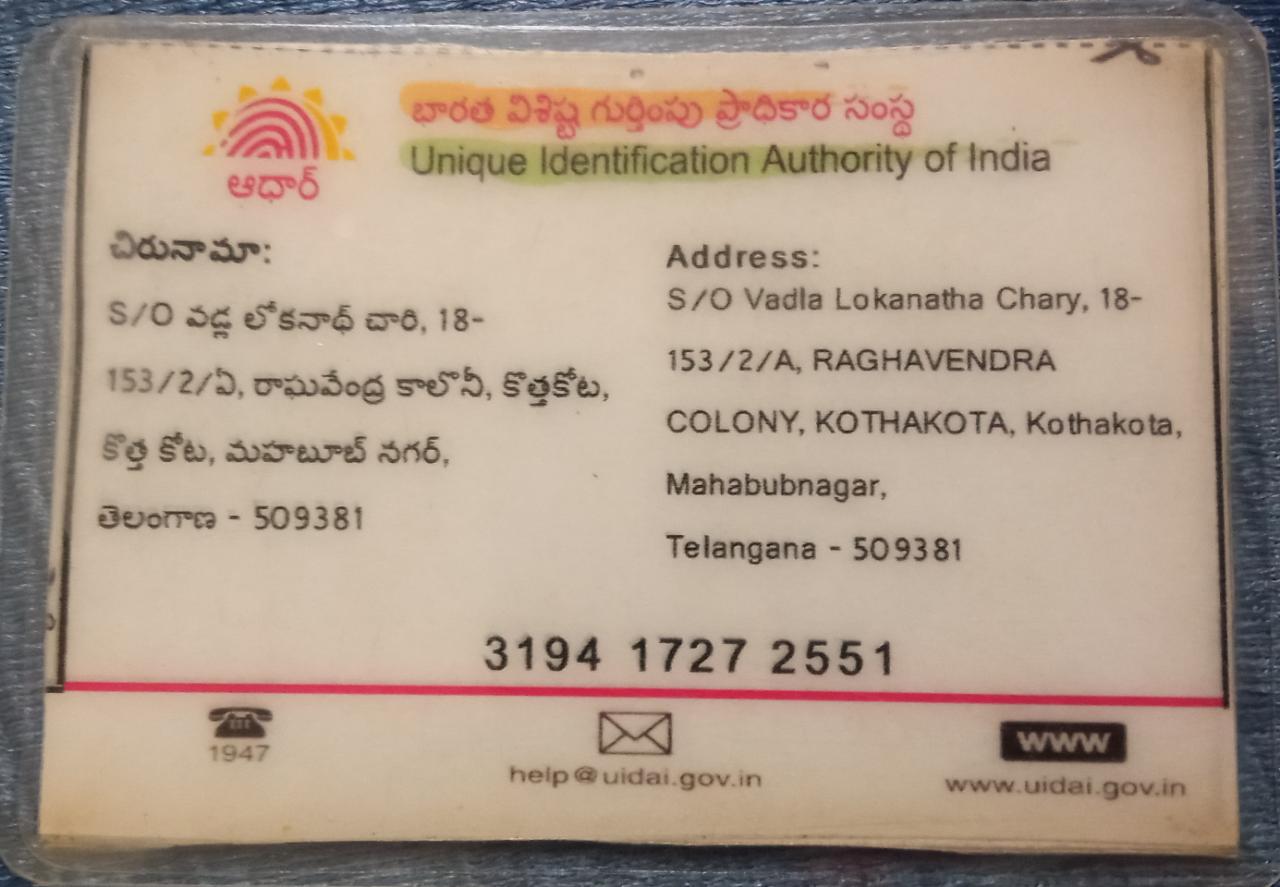 భారత విశిష్ట గుర్తింపు ప్రాధికార సంస్థ
Unique Identification Authority of India
ఆధార్
చిరునామా:
S/O వడ్ల లోకనాథ్ చారి, 18-
153/2/ఏ, రాఘవేంద్ర కాలొనీ, కొత్తకోట,
కొత్త కోట, మహబూబ్ నగర్,
తెలంగాణ - 509381
Address:
S/O Vadla Lokanatha Chary, 18-
153/2/A, RAGHAVENDRA
COLONY, KOTHAKOTA, Kothakota,
Mahabubnagar,
Telangana - 509381
3194 1727 2551
1947
help@uidai.gov.in
www
www.uidai.gov.in